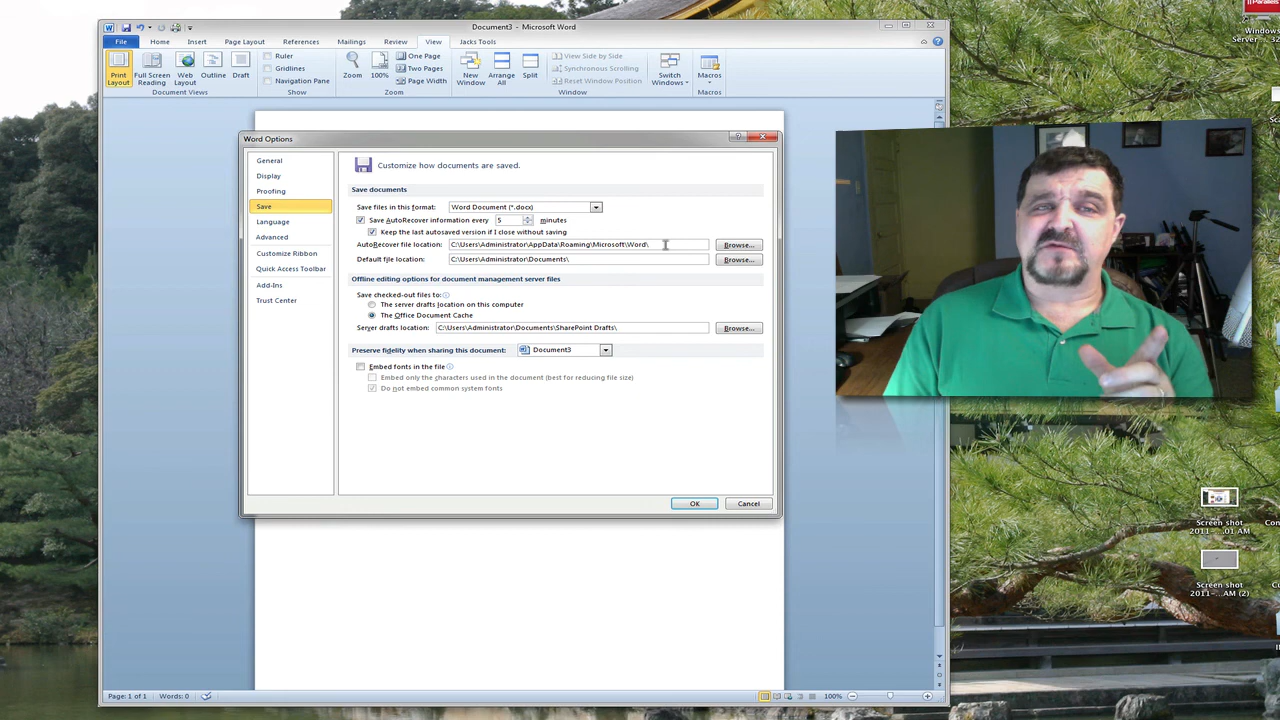 Document3 - Microsoft Word
File Home Insert Page Layout References Mailings Review View Jacks Tools
Print Layout
Full Screen Reading
Web Layout
Outline
Draft
Document Views
Ruler
Gridlines
Navigation Pane
Show
Zoom
100%
One Page
Two Pages
Page Width
Zoom
New Window
Arrange All
Split
View Side by Side
Synchronous Scrolling
Reset Window Position
Window
Switch Windows
Macros
Macros
Word Options
General
Display
Proofing
Save
Language
Advanced
Customize Ribbon
Quick Access Toolbar
Add-Ins
Trust Center
Customize how documents are saved.
Save documents
Save files in this format: Word Document (*.docx)
Save AutoRecover information every 5 minutes
Keep the last autosaved version if I close without saving
AutoRecover file location: C:\Users\Administrator\AppData\Roaming\Microsoft\Word\ Browse...
Default file location: C:\Users\Administrator\Documents\ Browse...
Offline editing options for document management server files
Save checked-out files to:
The server drafts location on this computer
The Office Document Cache
Server drafts location: C:\Users\Administrator\Documents\SharePoint Drafts\ Browse...
Preserve fidelity when sharing this document: Document3
Embed fonts in the file
Embed only the characters used in the document (best for reducing file size)
Do not embed common system fonts
OK Cancel
Page: 1 of 1 Words: 0 100%
Parallels
Windows
Server
Screen shot
2011-...01 AM
Screen shot
2011-...AM (2)